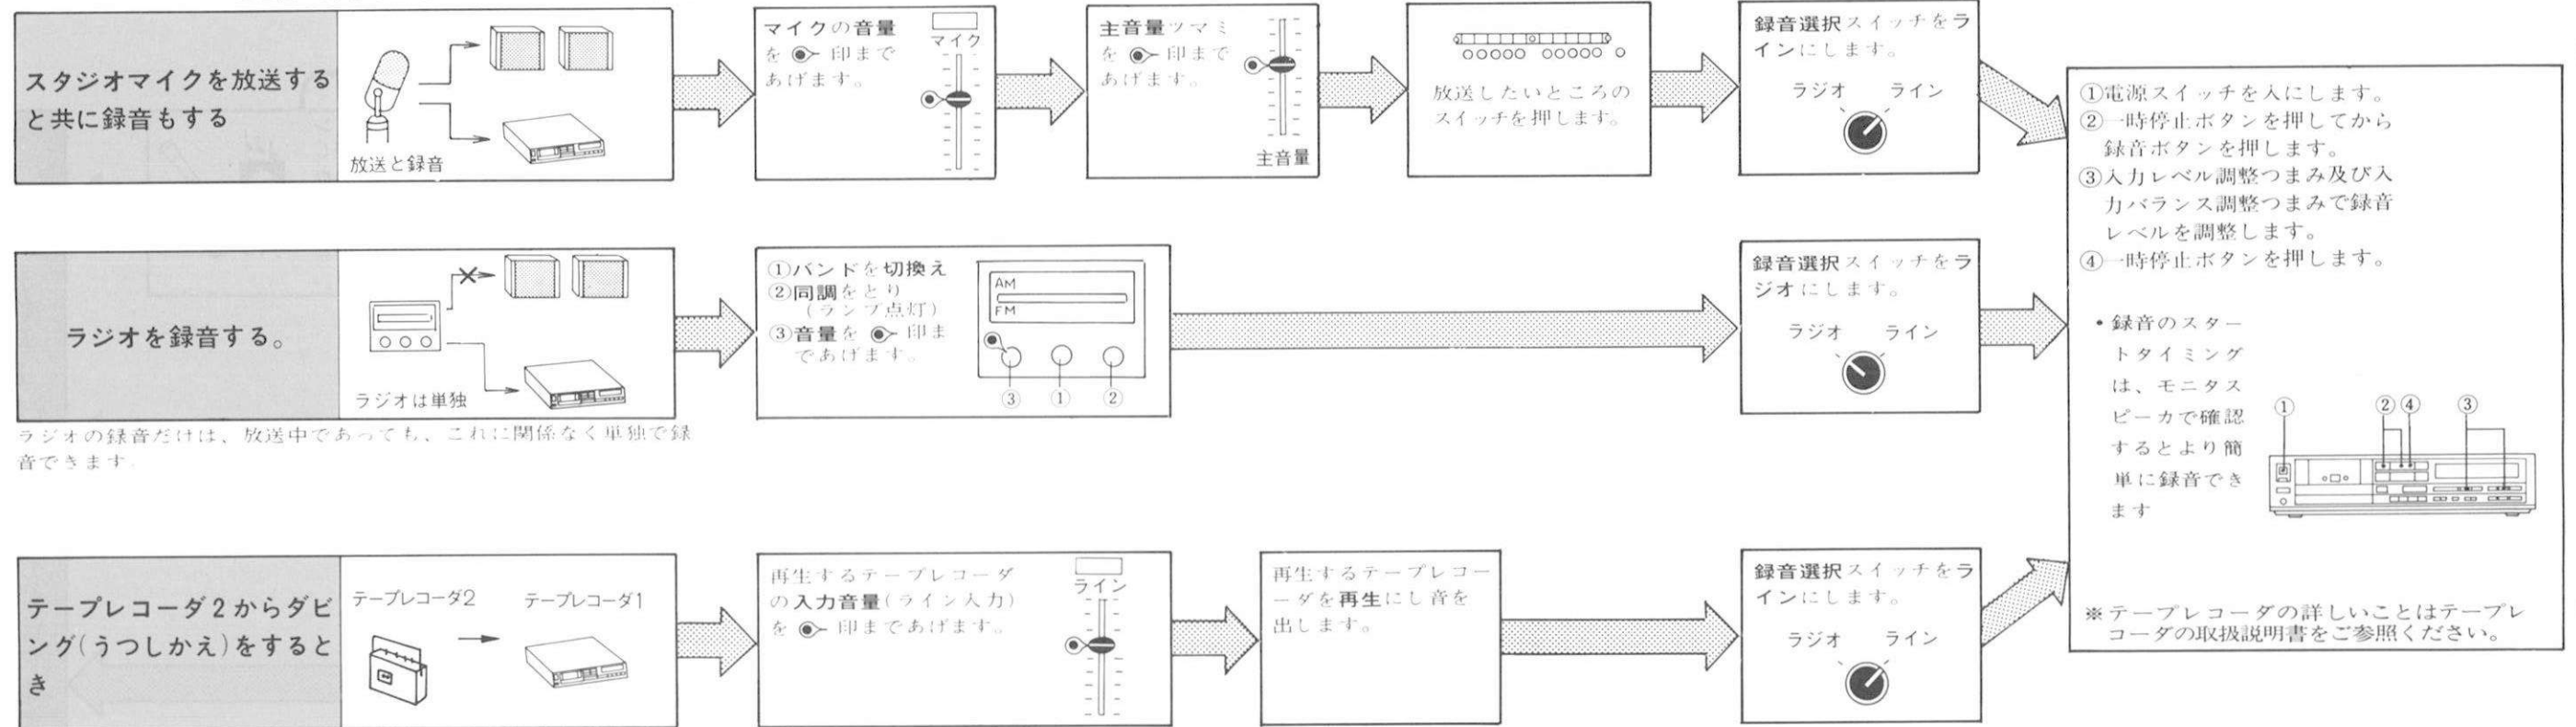 スタジオマイクを放送する
と共に録音もする
放送と録音
マイクの音量
を 印まで
あげます。
マイク
主音量ツマミ
を 印まで
あげます。
主音量
放送したいところの
スイッチを押します。
録音選択スイッチをラ
インにします。
ラジオ ライン
ラジオを録音する。
ラジオは単独
①バンドを切換え
②同調をとり
(ランプ点灯)
③音量を 印ま
であげます。
AM
FM
③ ① ②
録音選択スイッチをラ
ジオにします。
ラジオ ライン
ラジオの録音だけは、放送中であっても、これに関係なく単独で録
音できます。
テープレコーダ2からダビ
ング(うつしかえ)をすると
き
テープレコーダ2 テープレコーダ1
再生するテープレコーダ
の入力音量(ライン入力)
を 印まであげます。
ライン
再生するテープレコー
ーダを再生にし音を
出します。
録音選択スイッチをラ
インにします。
ラジオ ライン
①電源スイッチを入にします。
②一時停止ボタンを押してから
録音ボタンを押します。
③入力レベル調整つまみ及び入
力バランス調整つまみで録音
レベルを調整します。
④一時停止ボタンを押します。
・録音のスター
トタイミング
は、モニタス
ピーカで確認
するとより簡
単に録音でき
ます
① ②④ ③
※テープレコーダの詳しいことはテープレ
コーダの取扱説明書をご参照ください。